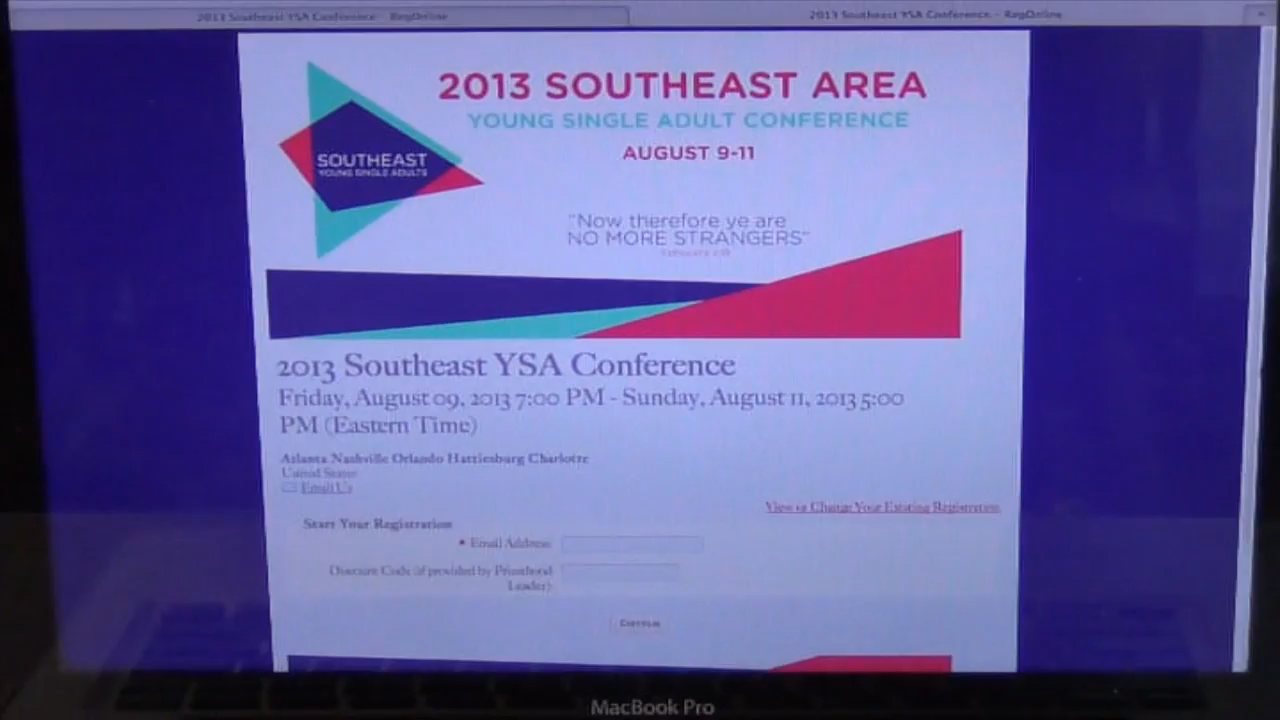 2013 Southeast YSA Conference - RegOnline
2013 Southeast YSA Conference - RegOnline
2013 SOUTHEAST AREA
YOUNG SINGLE ADULT CONFERENCE
AUGUST 9-11
SOUTHEAST
YOUNG SINGLE ADULTS
"Now therefore ye are
NO MORE STRANGERS"
2013 Southeast YSA Conference
Friday, August 09, 2013 7:00 PM - Sunday, August 11, 2013 5:00
PM (Eastern Time)
Atlanta Nashville Orlando Hattiesburg Charlotte
United States
Email Us
View or Change Your Existing Registration
Start Your Registration
* Email Address:
Discount Code (if provided by Priesthood
Leader):
Continue
MacBook Pro